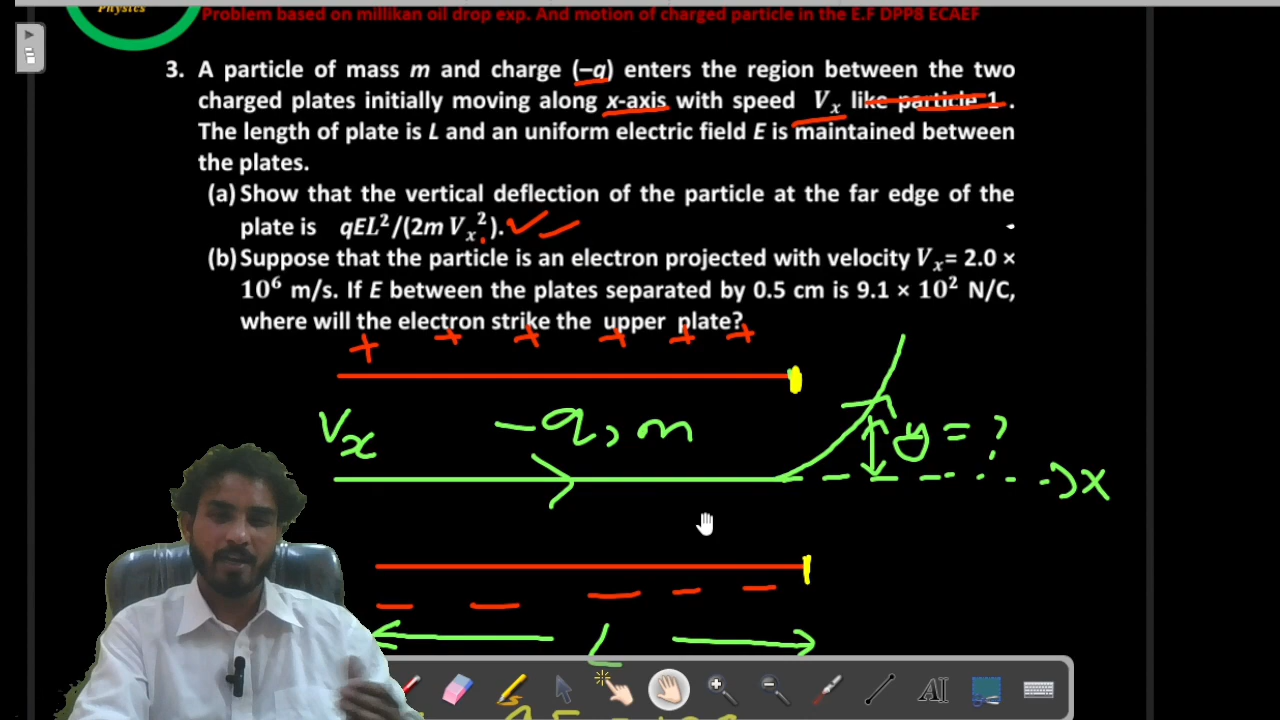 Physics
Problem based on millikan oil drop exp. And motion of charged particle in the E.F DPP8 ECAEF
3. A particle of mass m and charge (−q) enters the region between the two
charged plates initially moving along x-axis with speed Vₓ like particle 1.
The length of plate is L and an uniform electric field E is maintained between
the plates.
(a) Show that the vertical deflection of the particle at the far edge of the
plate is qEL²/(2m Vₓ²).
(b) Suppose that the particle is an electron projected with velocity Vₓ= 2.0 ×
10⁶ m/s. If E between the plates separated by 0.5 cm is 9.1 × 10² N/C,
where will the electron strike the upper plate?
+ + + + + +
Vx −q, m y = ?
x
− − − − −
L
AI